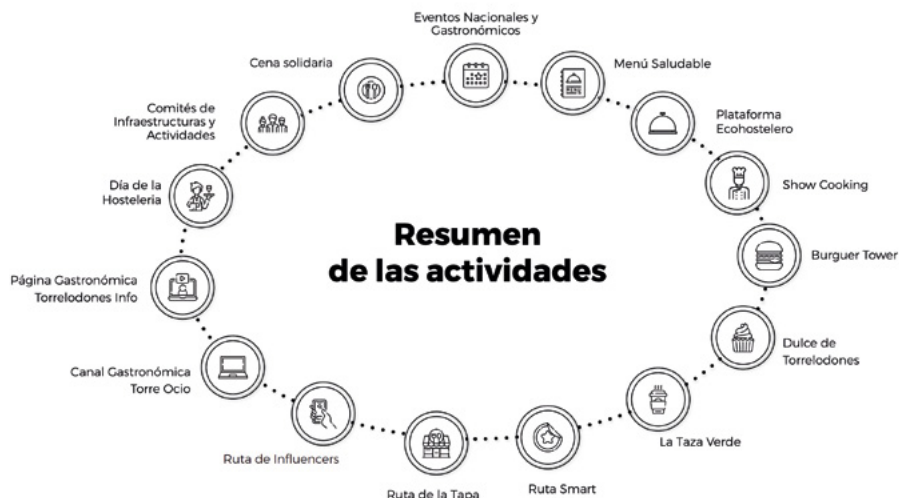 Eventos Nacionales y
Gastronómicos
Menú Saludable
Plataforma
Ecohostelero
Show Cooking
Burguer Tower
Dulce de
Torrelodones
La Taza Verde
Ruta Smart
Ruta de la Tapa
Ruta de Influencers
Canal Gastronómica
Torre Ocio
Página Gastronómica
Torrelodones Info
Día de la
Hosteleria
Comités de
Infraestructuras y
Actividades
Cena solidaria
Resumen
de las actividades